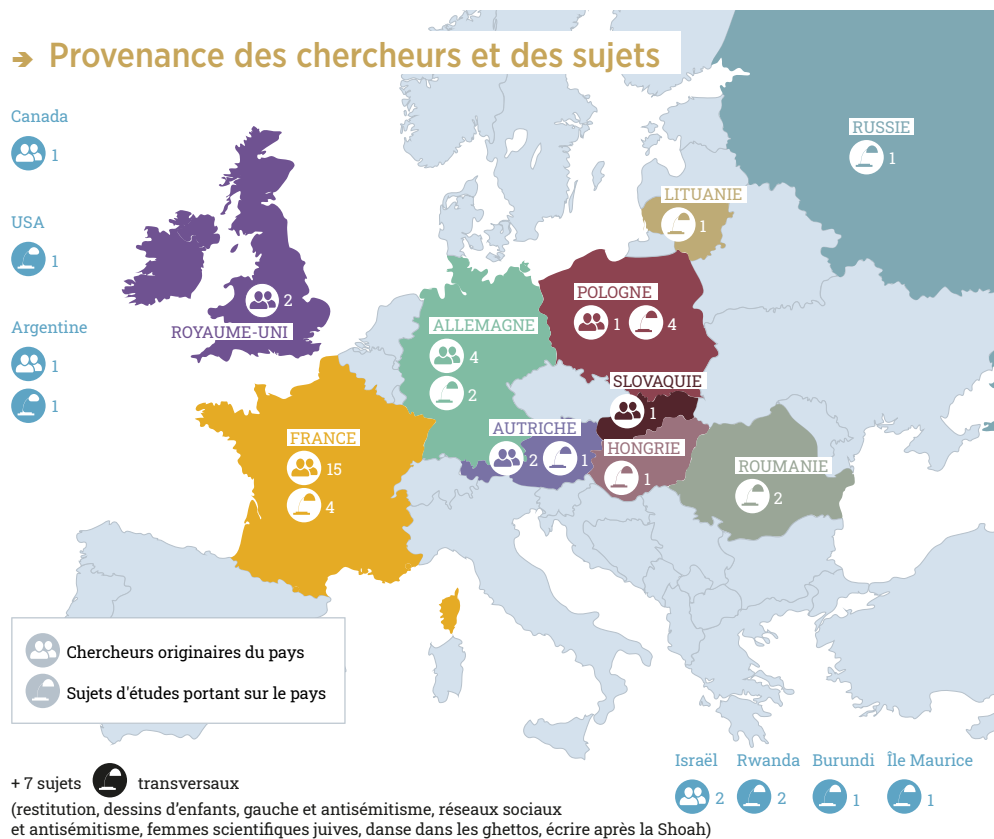 → Provenance des chercheurs et des sujets
Canada
1
USA
1
Argentine
1
1
RUSSIE
1
LITUANIE
1
2
ROYAUME-UNI
POLOGNE
1 4
ALLEMAGNE
4
2
SLOVAQUIE
1
AUTRICHE
2 1
HONGRIE
1
FRANCE
15
4
ROUMANIE
2
Chercheurs originaires du pays
Sujets d'études portant sur le pays
+ 7 sujets transversaux
(restitution, dessins d’enfants, gauche et antisémitisme, réseaux sociaux
et antisémitisme, femmes scientifiques juives, danse dans les ghettos, écrire après la Shoah)
Israël Rwanda Burundi Île Maurice
2 2 1 1